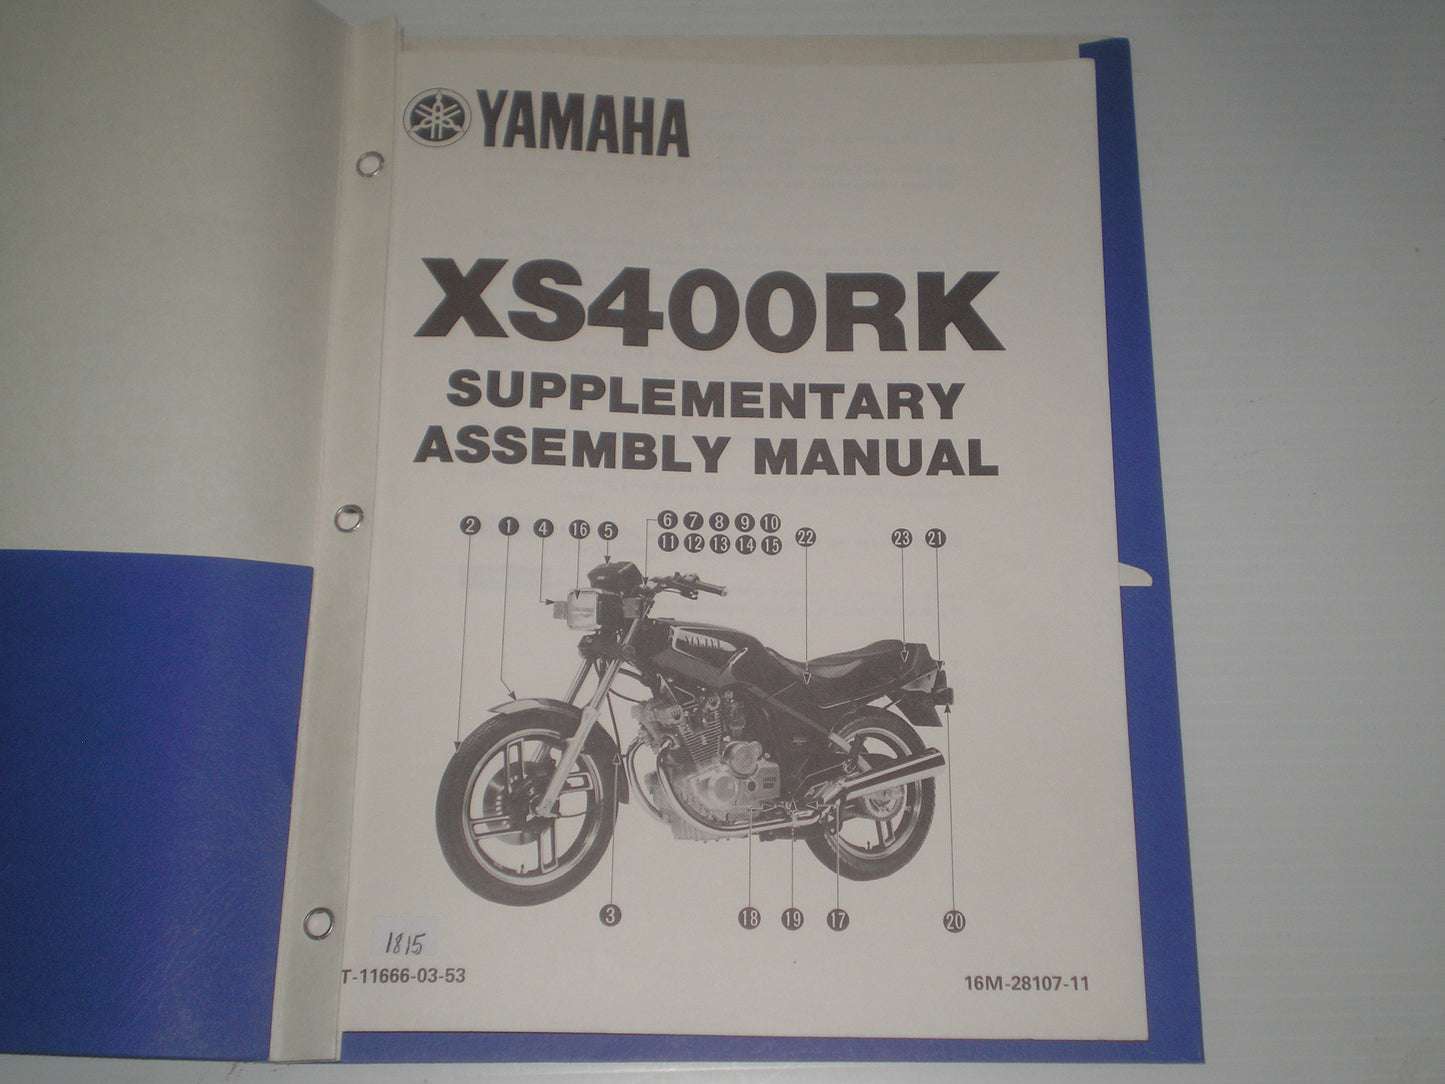 YAMAHA
XS400RK
SUPPLEMENTARY
ASSEMBLY MANUAL
2 1 4 16 5 6 7 8 9 10 22 23 21
11 12 13 14 15
YAMAHA
3 18 19 17 20
1815
T-11666-03-53 16M-28107-11